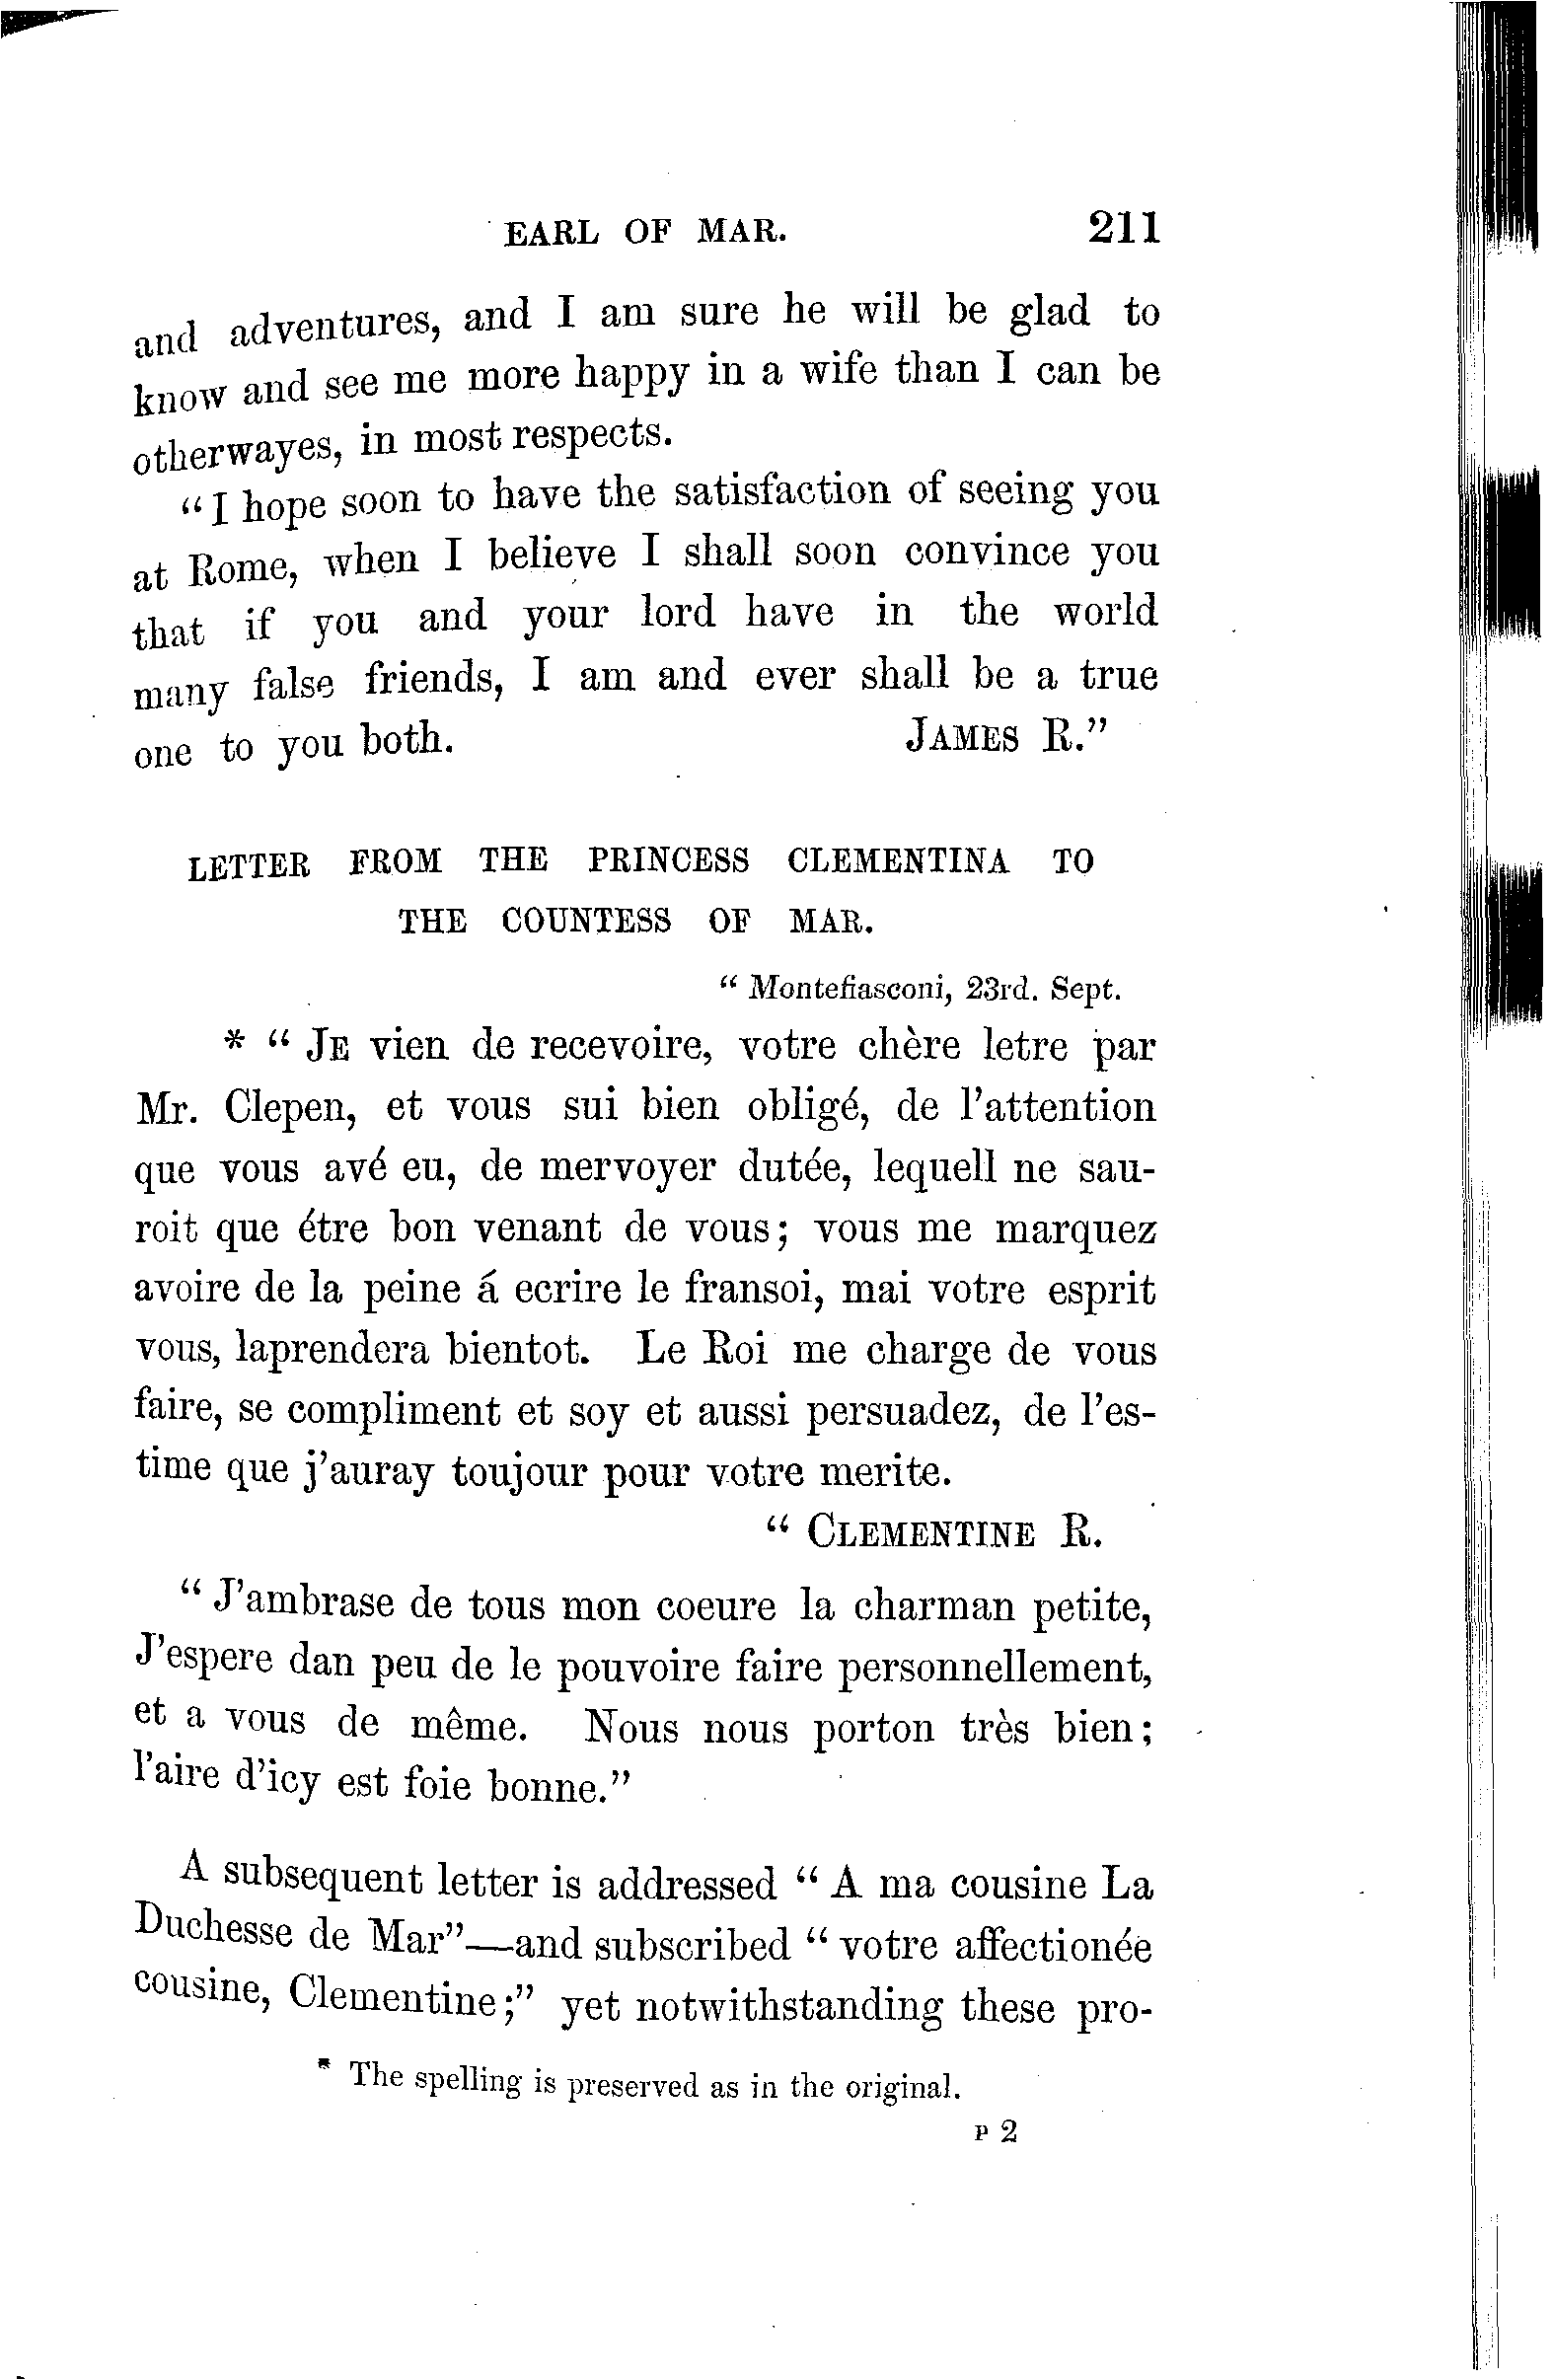 EARL OF MAR. 211
and adventures, and I am sure he will be glad to
know and see me more happy in a wife than I can be
otherwayes, in most respects.
"I hope soon to have the satisfaction of seeing you
at Rome, when I believe I shall soon convince you
that if you and your lord have in the world
many false friends, I am and ever shall be a true
one to you both. JAMES R."
LETTER FROM THE PRINCESS CLEMENTINA TO
THE COUNTESS OF MAR.
"Montefiasconi, 23rd. Sept.
* "JE vien de recevoire, votre chère letre par
Mr. Clepen, et vous sui bien obligé, de l'attention
que vous avé eu, de mervoyer dutée, lequell ne sau-
roit que étre bon venant de vous; vous me marquez
avoire de la peine á ecrire le fransoi, mai votre esprit
vous, laprendera bientot. Le Roi me charge de vous
faire, se compliment et soy et aussi persuadez, de l'es-
time que j'auray toujour pour votre merite.
"CLEMENTINE R.
"J'ambrase de tous mon coeure la charman petite,
J'espere dan peu de le pouvoire faire personnellement,
et a vous de même. Nous nous porton très bien;
l'aire d'icy est foie bonne."
A subsequent letter is addressed "A ma cousine La
Duchesse de Mar"—and subscribed "votre affectionée
cousine, Clementine;" yet notwithstanding these pro-
* The spelling is preserved as in the original.
P 2